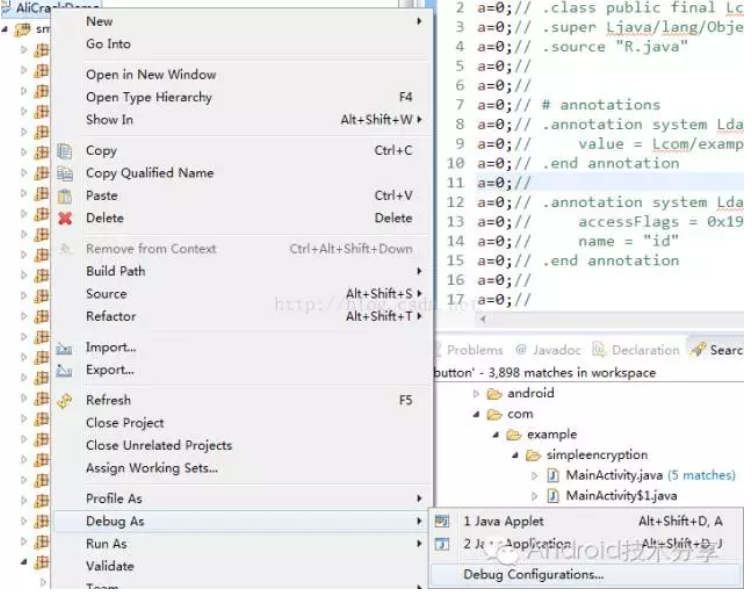 AliCrackDemo
New
Go Into
Open in New Window
Open Type Hierarchy F4
Show In Alt+Shift+W
Copy Ctrl+C
Copy Qualified Name
Paste Ctrl+V
Delete Delete
Remove from Context Ctrl+Alt+Shift+Down
Build Path
Source Alt+Shift+S
Refactor Alt+Shift+T
Import...
Export...
Refresh F5
Close Project
Close Unrelated Projects
Assign Working Sets...
Profile As
Debug As
Run As
Validate
Team
2 a=0;// .class public final Lc
3 a=0;// .super Ljava/lang/Obje
4 a=0;// .source "R.java"
5 a=0;//
6 a=0;//
7 a=0;// # annotations
8 a=0;// .annotation system Lda
9 a=0;// value = Lcom/examp
10 a=0;// .end annotation
11 a=0;//
12 a=0;// .annotation system Lda
13 a=0;// accessFlags = 0x19
14 a=0;// name = "id"
15 a=0;// .end annotation
16 a=0;//
17 a=0;//
http://blog.csdn.net
Problems @ Javadoc Declaration Searc
button' - 3,898 matches in workspace
android
com
example
simpleencryption
MainActivity.java (5 matches)
MainActivity$1.java
1 Java Applet Alt+Shift+D, A
2 Java Application Alt+Shift+D, J
Android技术分享
Debug Configurations...